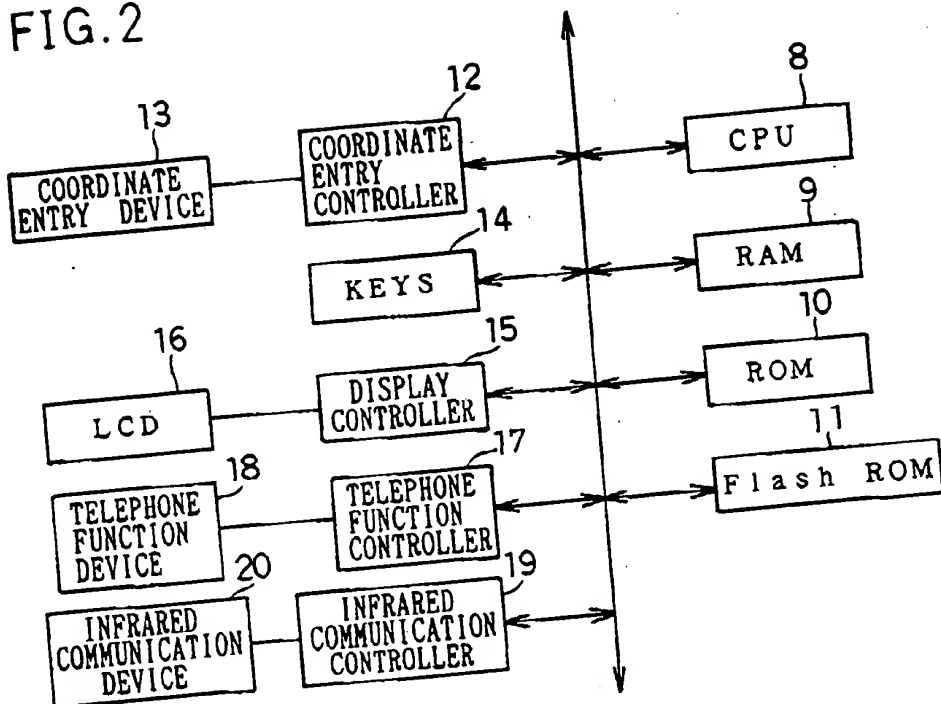 FIG.2
8
CPU
12
COORDINATE
ENTRY
CONTROLLER
13
COORDINATE
ENTRY DEVICE
9
RAM
14
KEYS
10
ROM
15
DISPLAY
CONTROLLER
16
LCD
11
Flash ROM
17
TELEPHONE
FUNCTION
CONTROLLER
18
TELEPHONE
FUNCTION
DEVICE
19
INFRARED
COMMUNICATION
CONTROLLER
20
INFRARED
COMMUNICATION
DEVICE